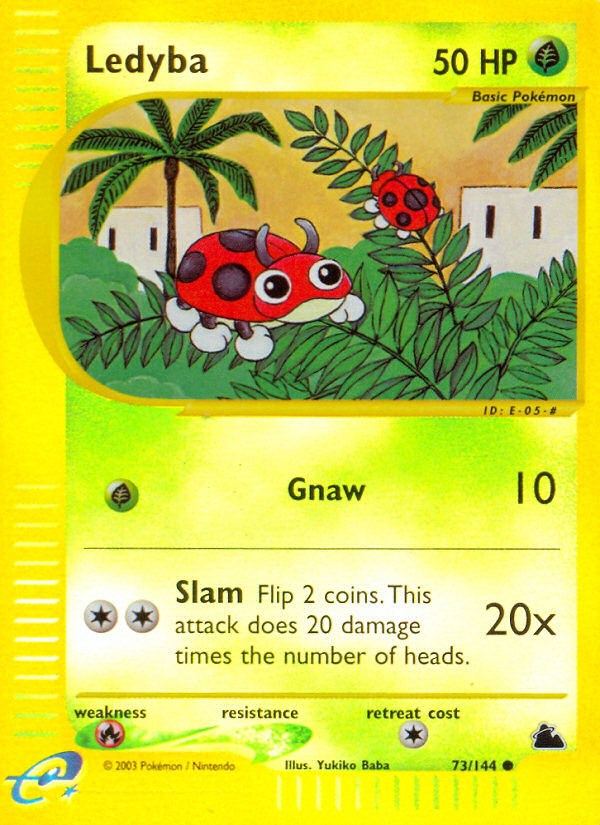 Ledyba 50 HP
Basic Pokémon
ID: E-05-#
Gnaw 10
Slam Flip 2 coins. This
attack does 20 damage
times the number of heads.
20x
weakness resistance retreat cost
© 2003 Pokémon / Nintendo Illus. Yukiko Baba 73/144